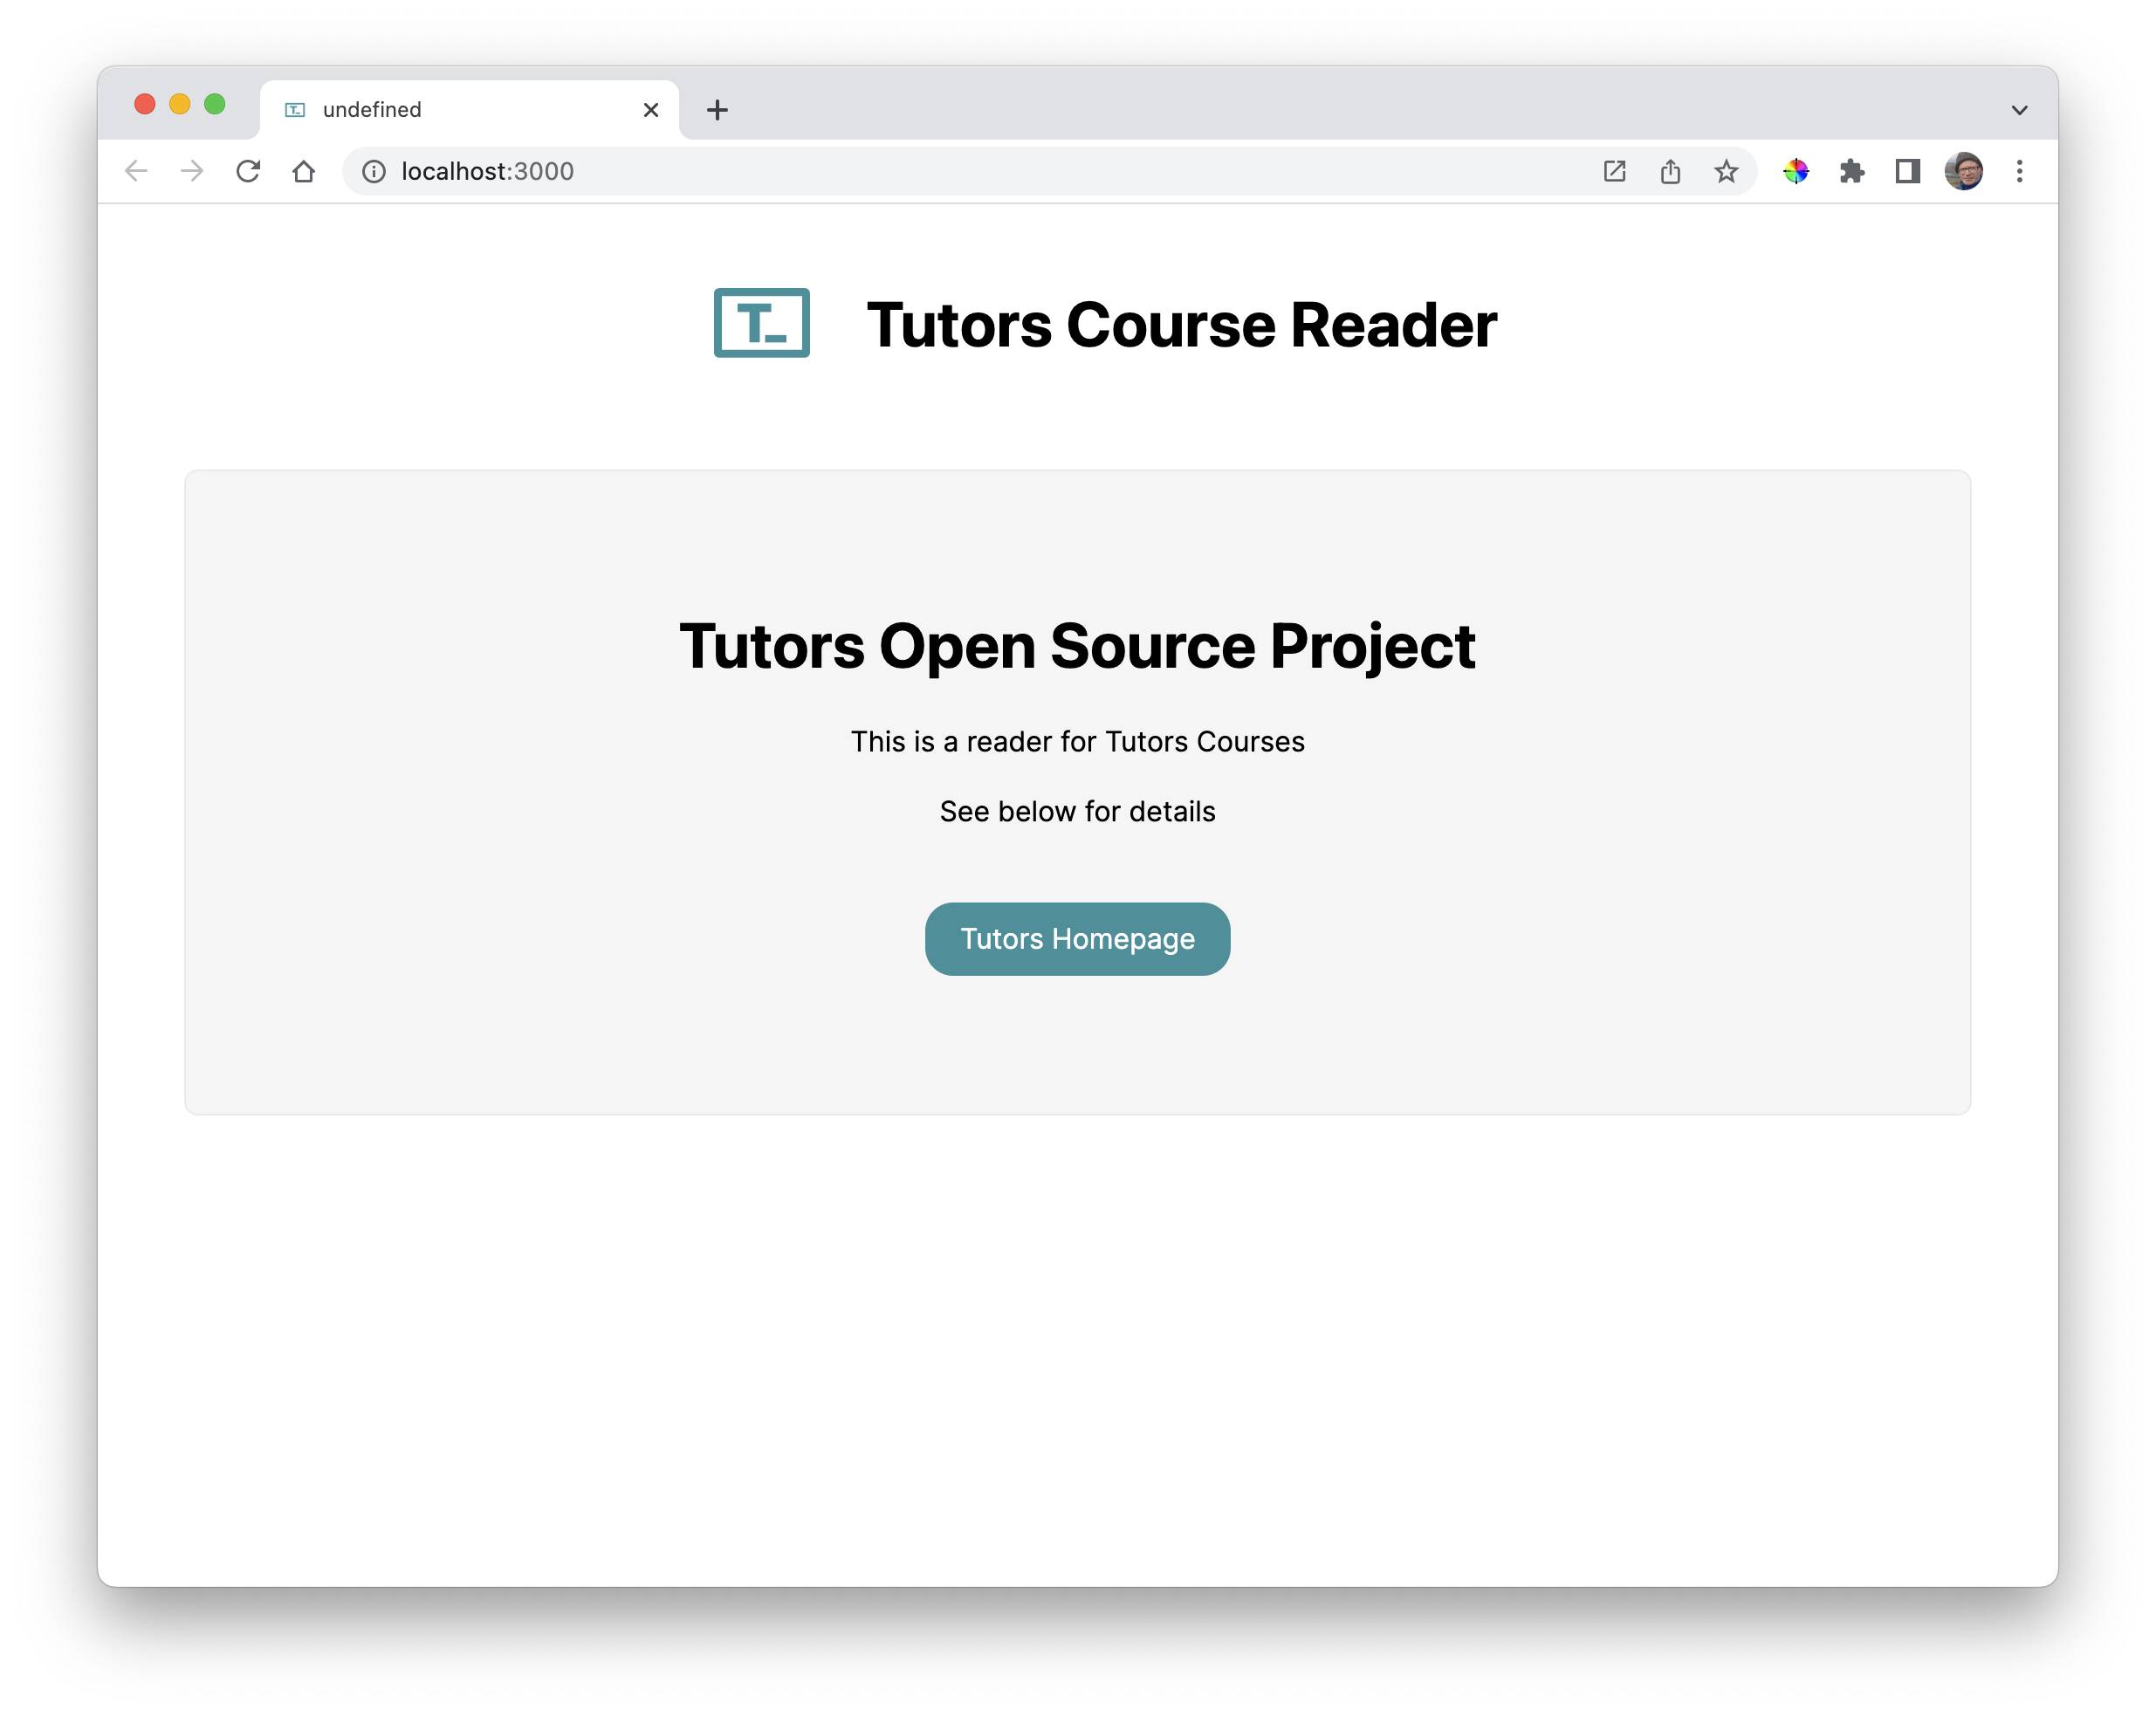 undefined
localhost:3000
T_
Tutors Course Reader
Tutors Open Source Project
This is a reader for Tutors Courses
See below for details
Tutors Homepage